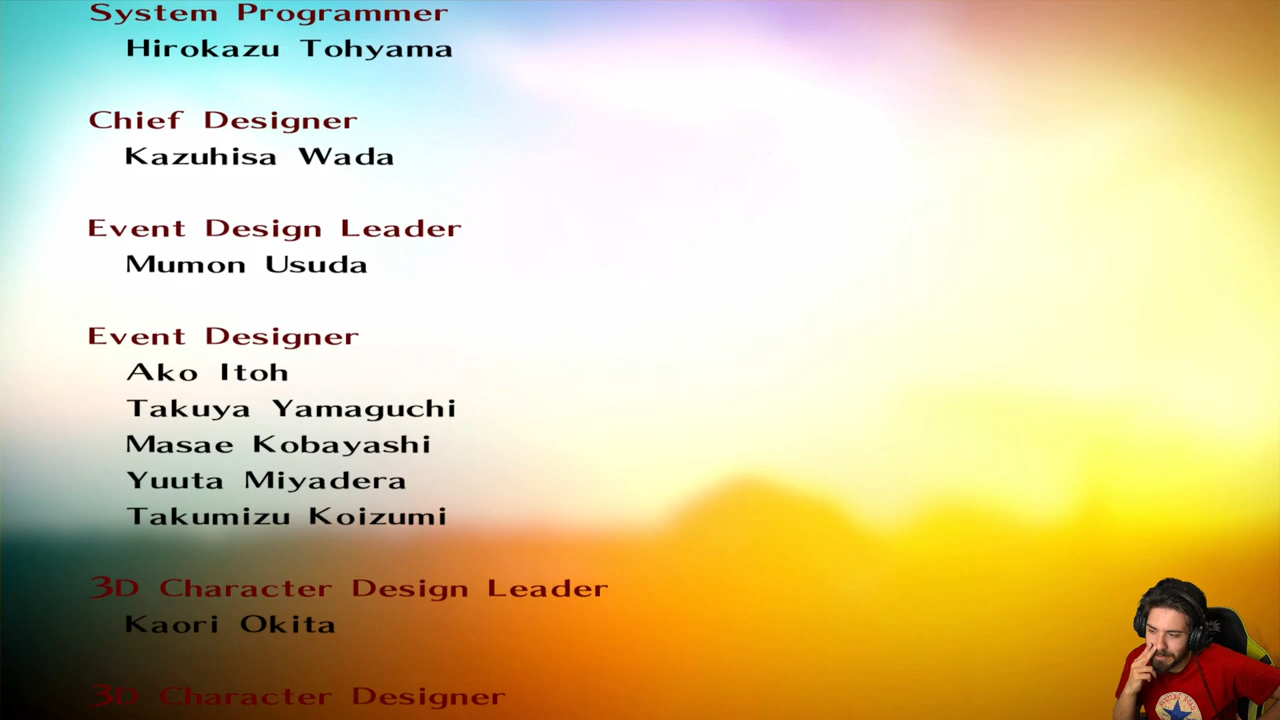 System Programmer
Hirokazu Tohyama
Chief Designer
Kazuhisa Wada
Event Design Leader
Mumon Usuda
Event Designer
Ako Itoh
Takuya Yamaguchi
Masae Kobayashi
Yuuta Miyadera
Takumizu Koizumi
3D Character Design Leader
Kaori Okita
3D Character Designer